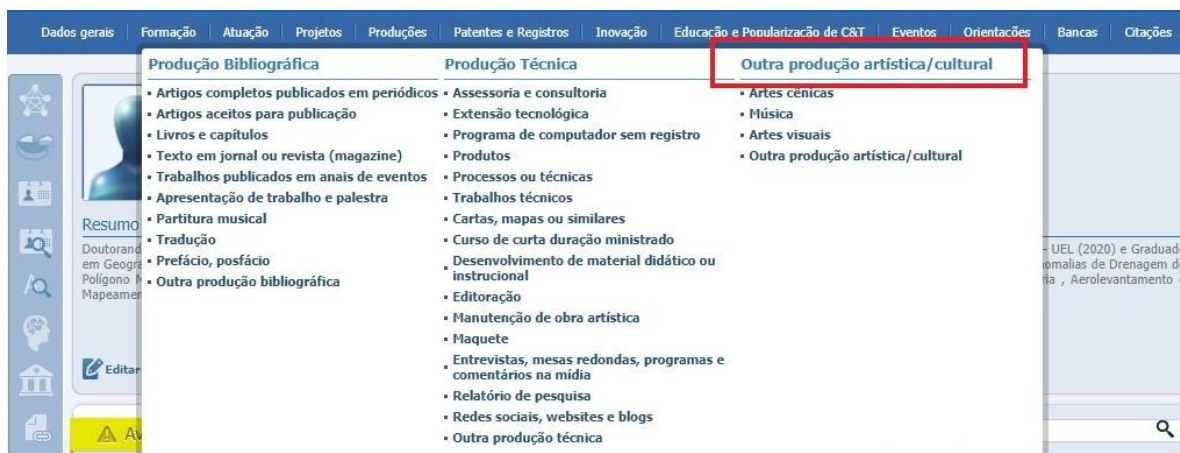 Dados gerais Formação Atuação Projetos Produções Patentes e Registros Inovação Educação e Popularização de C&T Eventos Orientações Bancas Citações
Produção Bibliográfica
▪ Artigos completos publicados em periódicos
▪ Artigos aceitos para publicação
▪ Livros e capítulos
▪ Texto em jornal ou revista (magazine)
▪ Trabalhos publicados em anais de eventos
▪ Apresentação de trabalho e palestra
▪ Partitura musical
▪ Tradução
▪ Prefácio, posfácio
▪ Outra produção bibliográfica
Produção Técnica
▪ Assessoria e consultoria
▪ Extensão tecnológica
▪ Programa de computador sem registro
▪ Produtos
▪ Processos ou técnicas
▪ Trabalhos técnicos
▪ Cartas, mapas ou similares
▪ Curso de curta duração ministrado
▪ Desenvolvimento de material didático ou
instrucional
▪ Editoração
▪ Manutenção de obra artística
▪ Maquete
▪ Entrevistas, mesas redondas, programas e
comentários na mídia
▪ Relatório de pesquisa
▪ Redes sociais, websites e blogs
▪ Outra produção técnica
Outra produção artística/cultural
▪ Artes cênicas
▪ Música
▪ Artes visuais
▪ Outra produção artística/cultural
Resumo
Doutorand
em Geogra
Polígono
Mapeamen
- UEL (2020) e Graduad
omalias de Drenagem d
ria , Aerolevantamento
Editar
Av